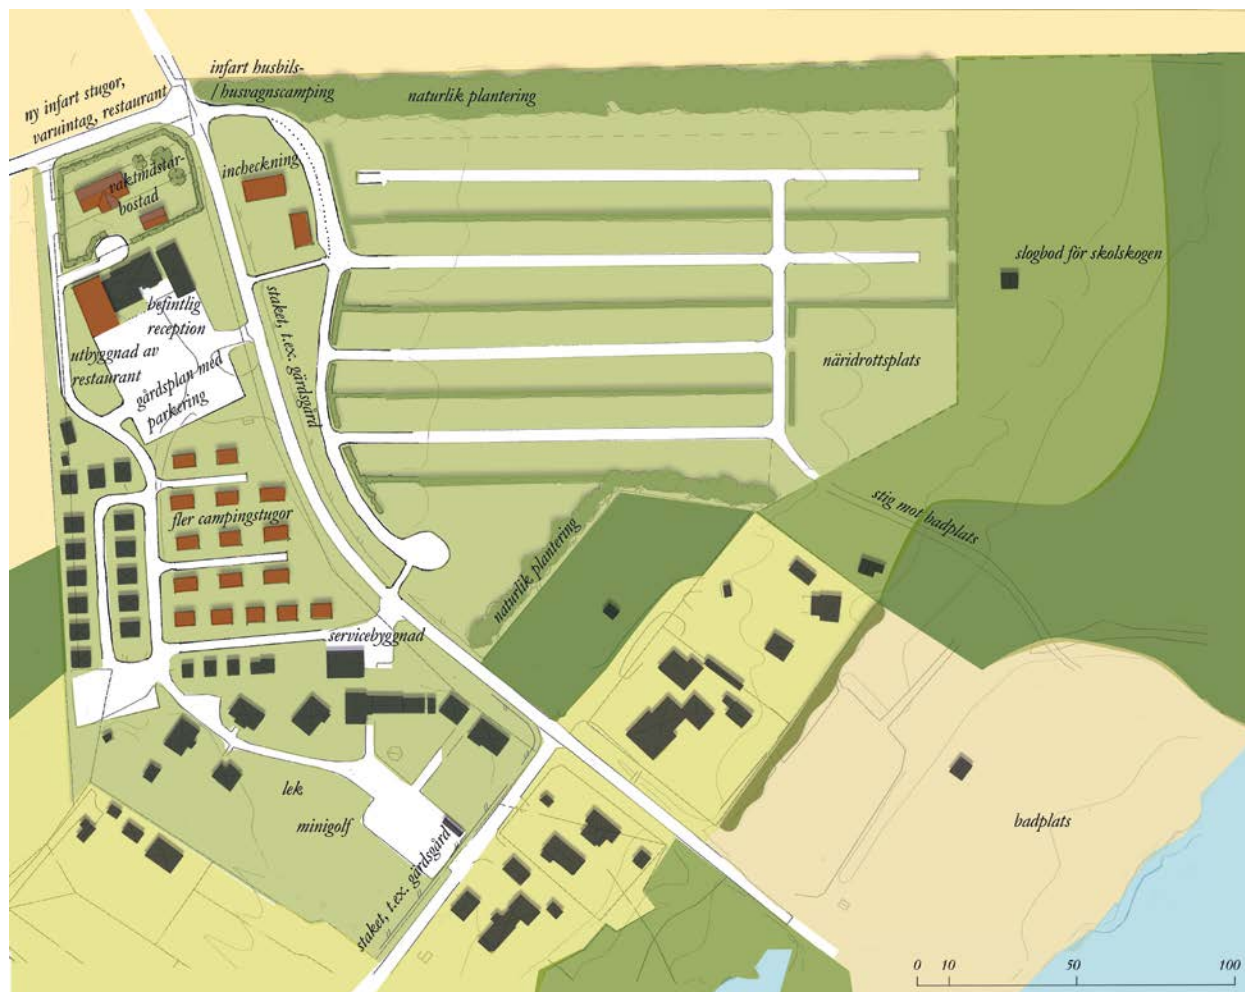 infart husbils-
/husvagnscamping
naturlik plantering
ny infart stugor,
varuintag, restaurant
vaktmästar-
bostad
incheckning
slogbod för skolskogen
befintlig
reception
staket, t.ex. gärdsgård
utbyggnad av
restaurant
gårdsplan med
parkering
näridrottsplats
fler campingstugor
stig mot badplats
naturlik plantering
servicebyggnad
lek
minigolf
badplats
staket, t.ex. gärdsgård
0 10 50 100